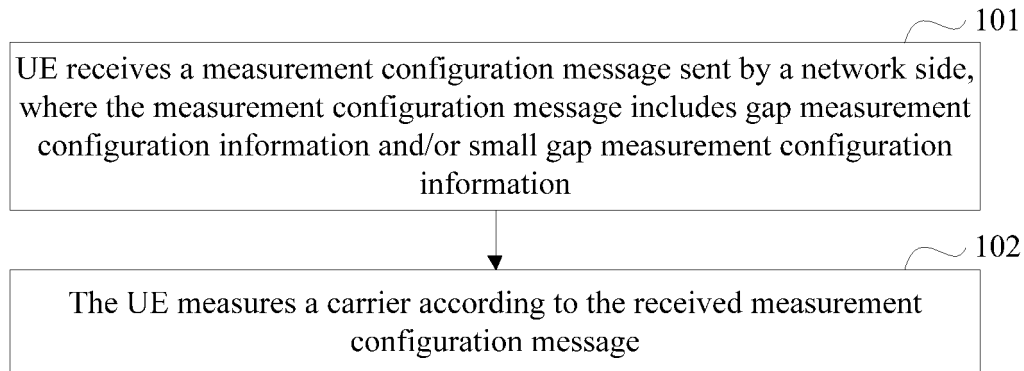 101
UE receives a measurement configuration message sent by a network side,
where the measurement configuration message includes gap measurement
configuration information and/or small gap measurement configuration
information
102
The UE measures a carrier according to the received measurement
configuration message